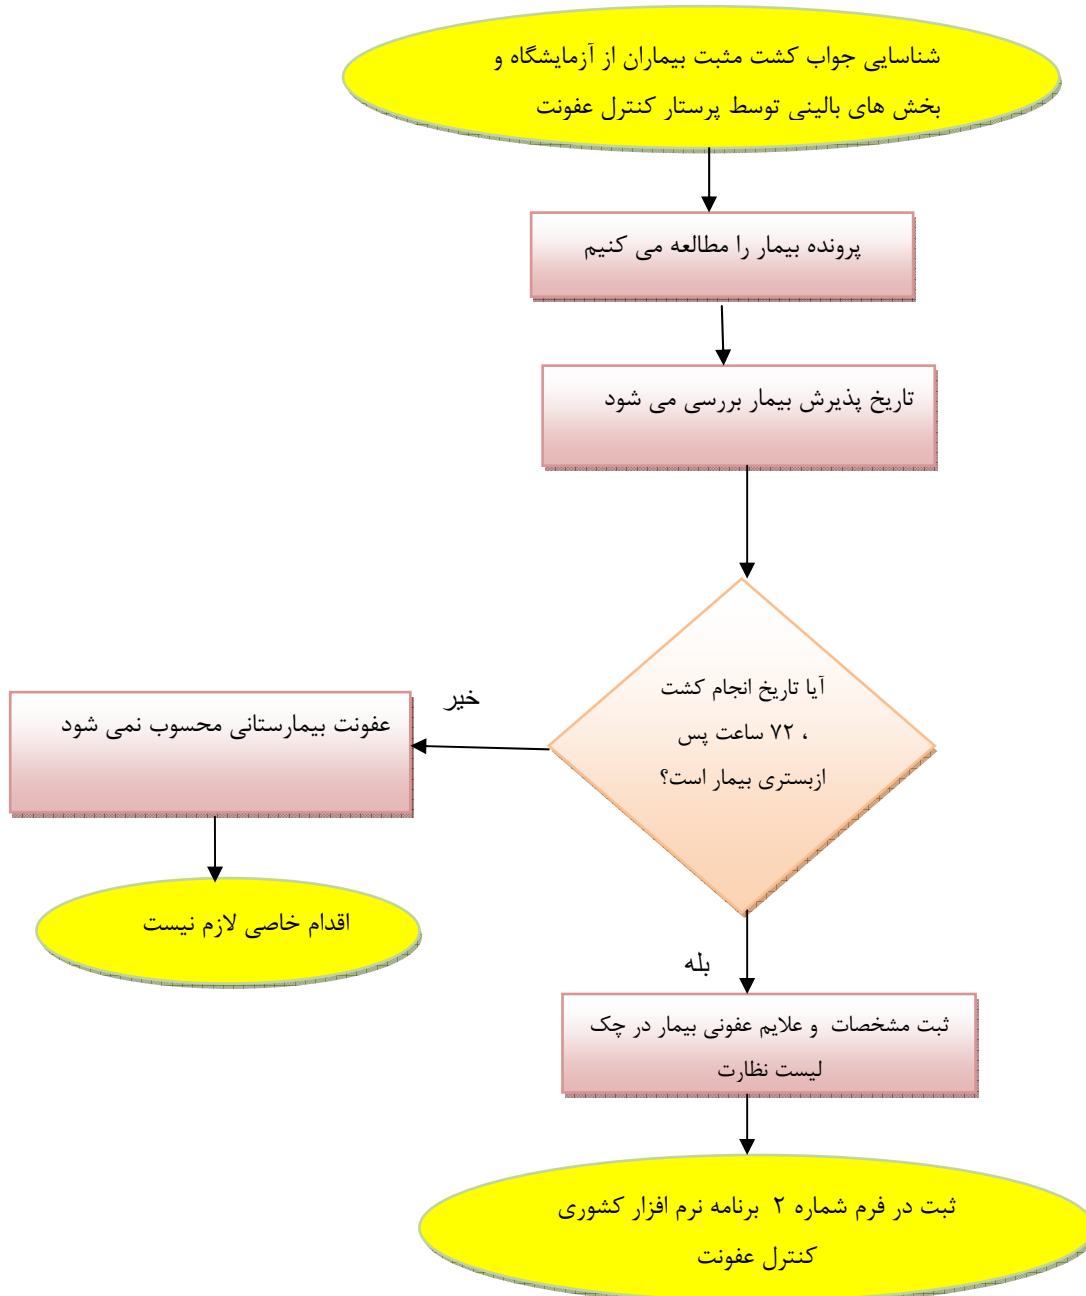 شناسایی جواب کشت مثبت بیماران از آزمایشگاه و
بخش های بالینی توسط پرستار کنترل عفونت
پرونده بیمار را مطالعه می کنیم
تاریخ پذیرش بیمار بررسی می شود
آیا تاریخ انجام کشت
، ۷۲ ساعت پس
ازبستری بیمار است؟
خیر
عفونت بیمارستانی محسوب نمی شود
اقدام خاصی لازم نیست
بله
ثبت مشخصات و علایم عفونی بیمار در چک
لیست نظارت
ثبت در فرم شماره ۲ برنامه نرم افزار کشوری
کنترل عفونت